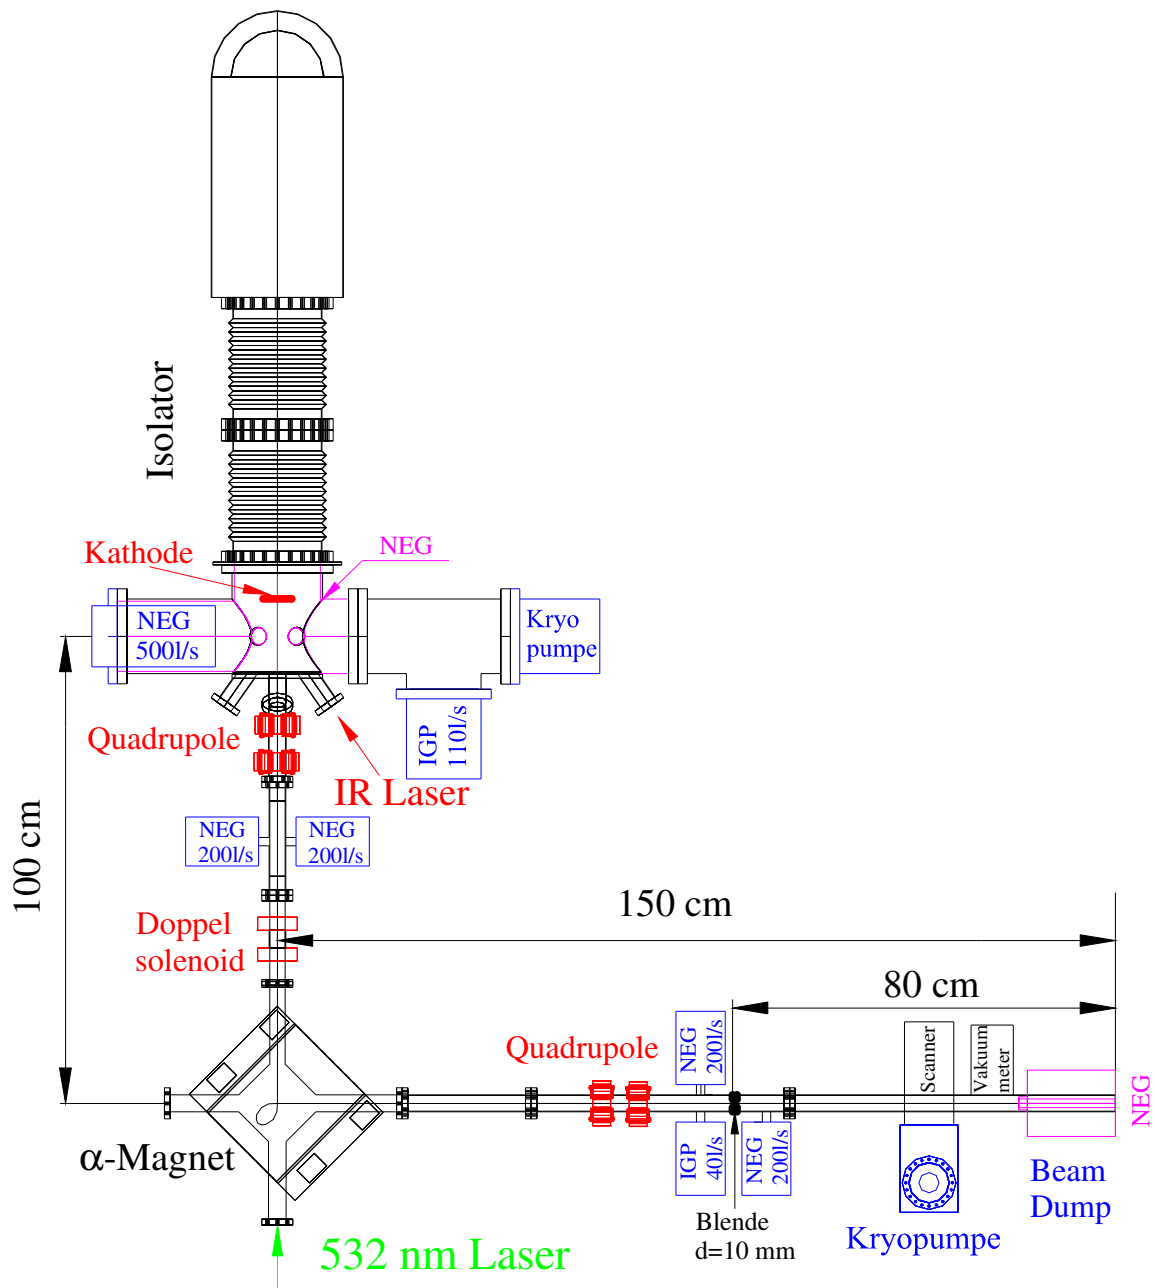 Isolator
Kathode
NEG
NEG
500l/s
Kryo
pumpe
IGP
110l/s
Quadrupole
IR Laser
100 cm
NEG
200l/s
NEG
200l/s
Doppel
solenoid
150 cm
80 cm
Quadrupole
NEG
200l/s
Scanner
Vakuum
meter
NEG
α-Magnet
IGP
40l/s
NEG
200l/s
Beam
Dump
Blende
d=10 mm
Kryopumpe
532 nm Laser